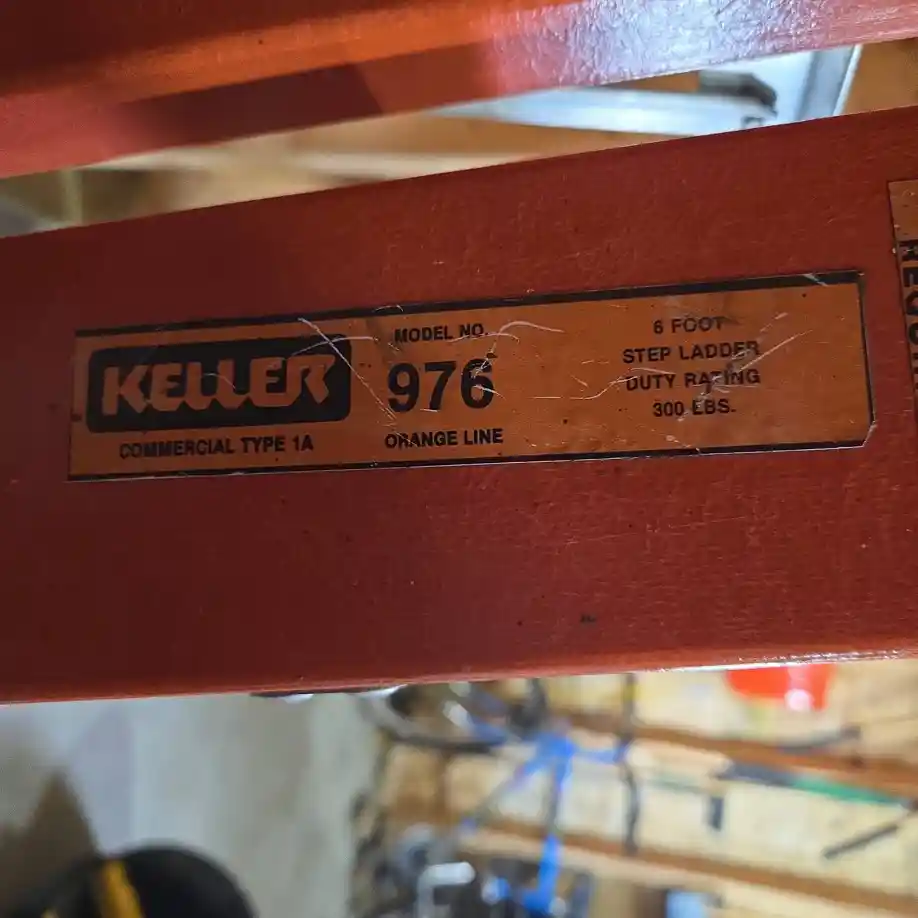 KELLER
COMMERCIAL TYPE 1A
MODEL NO.
976
ORANGE LINE
6 FOOT
STEP LADDER
DUTY RATING
300 LBS.